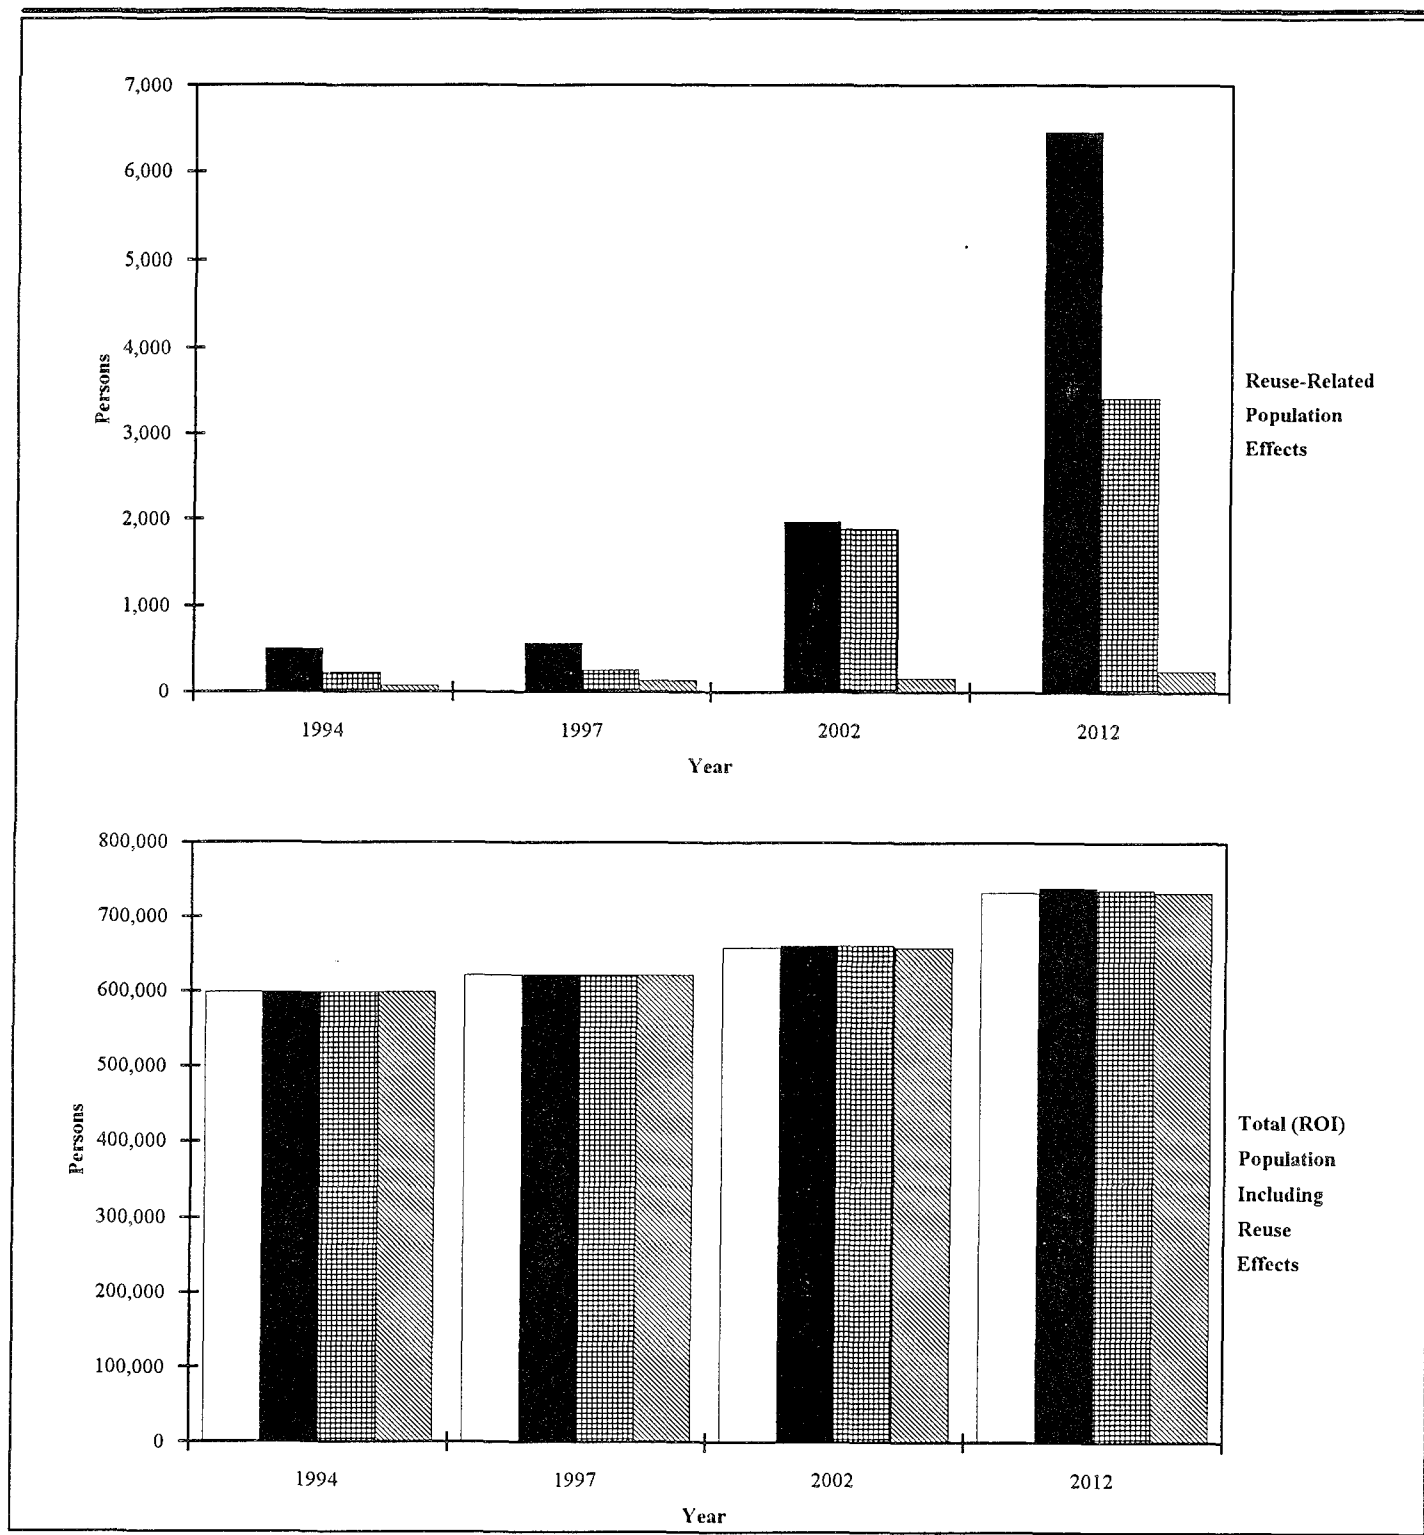 7,000
6,000
5,000
4,000
3,000
2,000
1,000
0
Persons
1994 1997 2002 2012
Year
Reuse-Related
Population
Effects
800,000
700,000
600,000
500,000
400,000
300,000
200,000
100,000
0
Persons
1994 1997 2002 2012
Year
Total (ROI)
Population
Including
Reuse
Effects